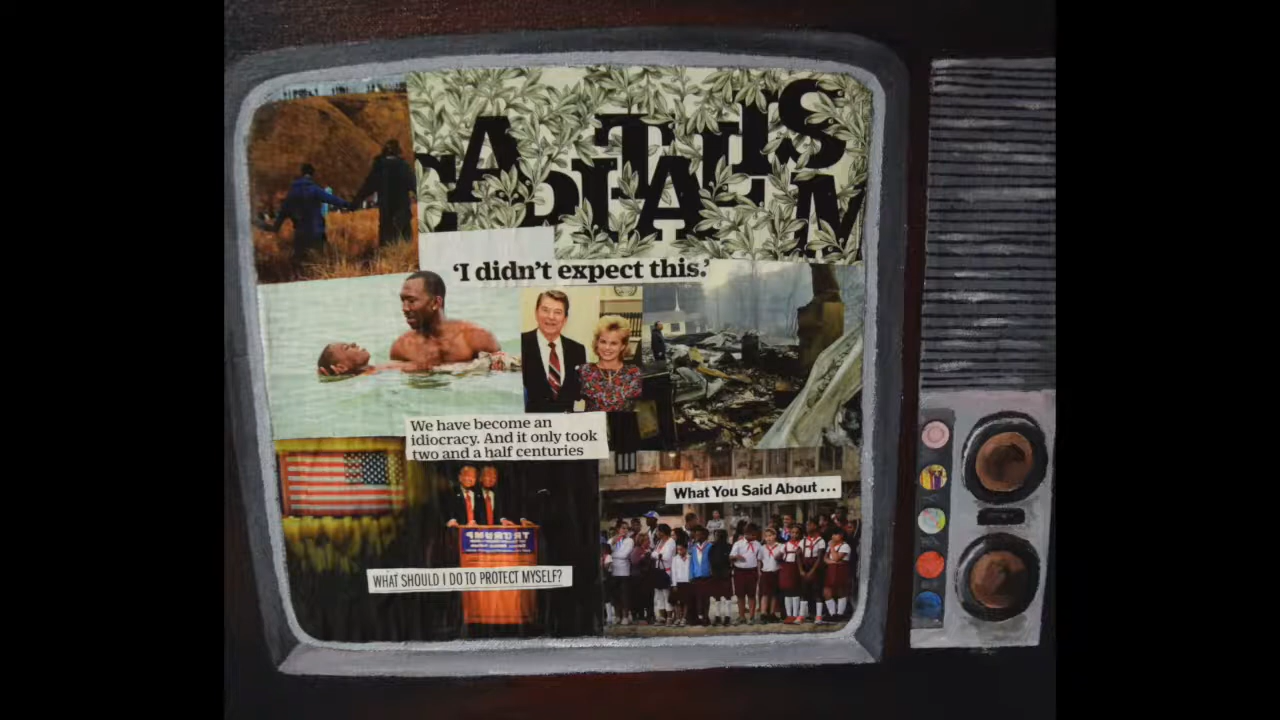 CAPITALISM
‘I didn’t expect this.’
We have become an
idiocracy. And it only took
two and a half centuries
What You Said About ...
WHAT SHOULD I DO TO PROTECT MYSELF?